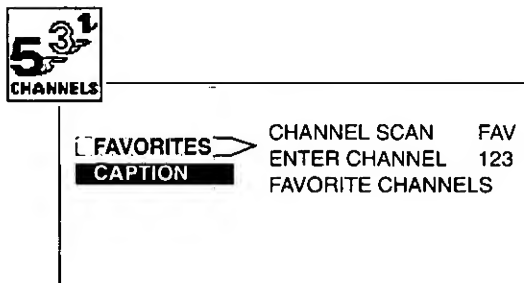 5 3 1
CHANNELS
FAVORITES
CAPTION
CHANNEL SCAN FAV
ENTER CHANNEL 123
FAVORITE CHANNELS